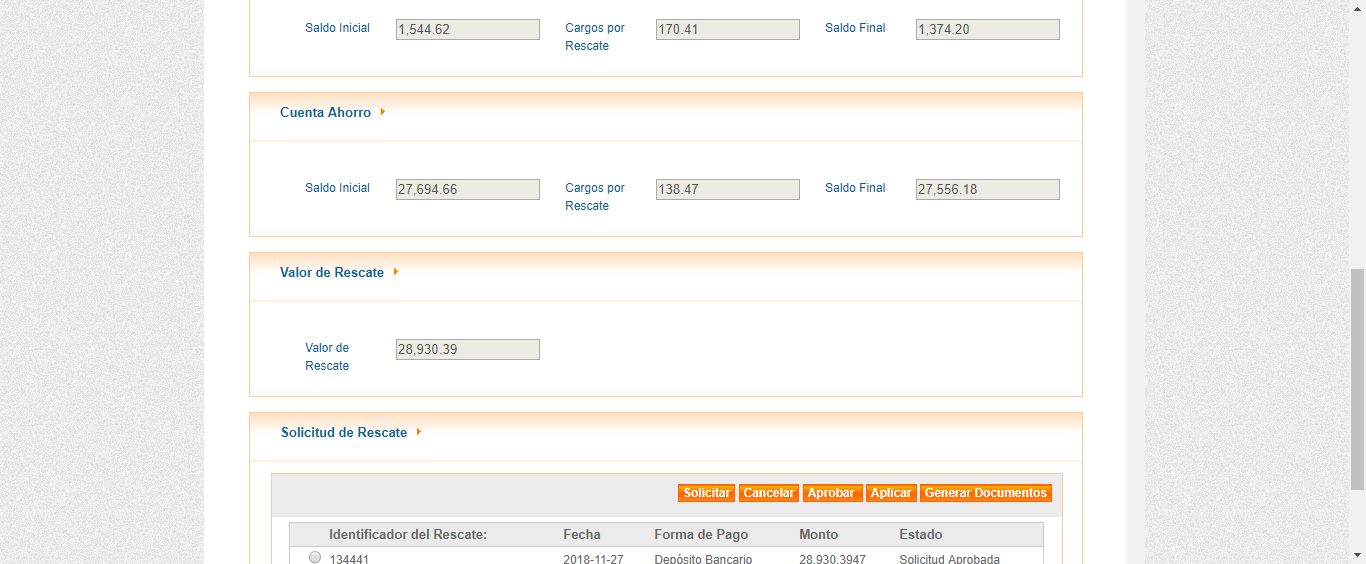 Saldo Inicial 1,544.62 Cargos por Rescate 170.41 Saldo Final 1,374.20
Cuenta Ahorro
Saldo Inicial 27,694.66 Cargos por Rescate 138.47 Saldo Final 27,556.18
Valor de Rescate
Valor de Rescate 28,930.39
Solicitud de Rescate
Solicitar Cancelar Aprobar Aplicar Generar Documentos
Identificador del Rescate: Fecha Forma de Pago Monto Estado
134441 2018-11-27 Depósito Bancario 28,930.3947 Solicitud Aprobada